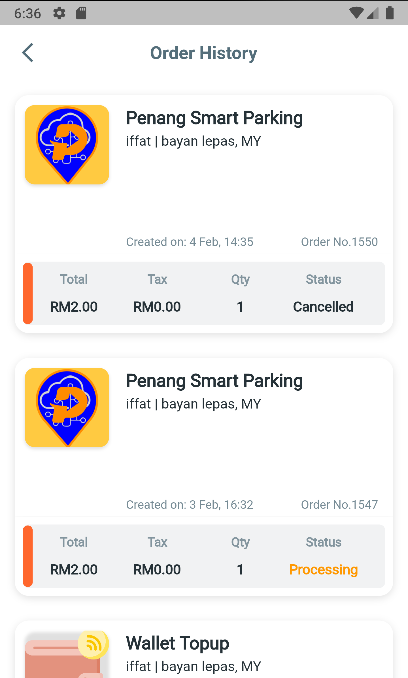 6:36
Order History
Penang Smart Parking
iffat | bayan lepas, MY
Created on: 4 Feb, 14:35 Order No.1550
Total Tax Qty Status
RM2.00 RM0.00 1 Cancelled
Penang Smart Parking
iffat | bayan lepas, MY
Created on: 3 Feb, 16:32 Order No.1547
Total Tax Qty Status
RM2.00 RM0.00 1 Processing
Wallet Topup
iffat | bayan lepas, MY